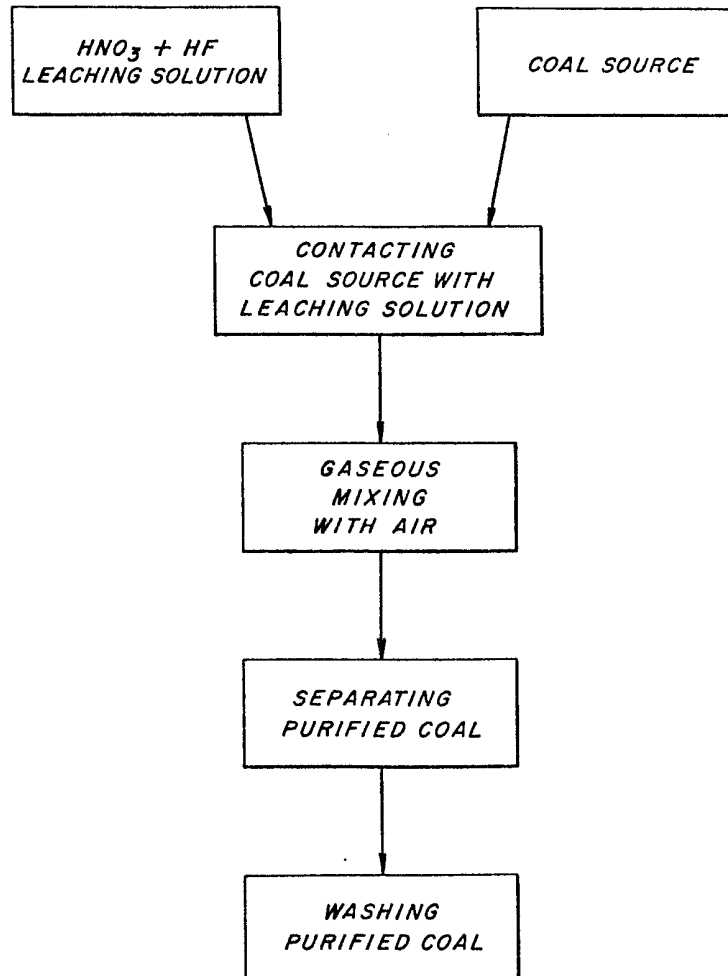 HNO3 + HF
LEACHING SOLUTION
COAL SOURCE
CONTACTING
COAL SOURCE WITH
LEACHING SOLUTION
GASEOUS
MIXING
WITH AIR
SEPARATING
PURIFIED COAL
WASHING
PURIFIED COAL